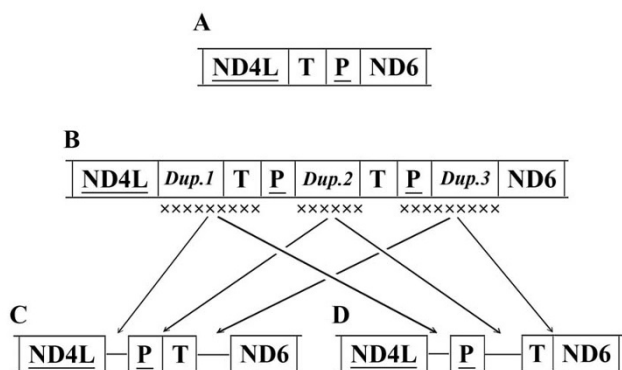 A
ND4L T P ND6
B
ND4L Dup.1 T P Dup.2 T P Dup.3 ND6
××××××××× ×××××× ×××××××××
C D
ND4L P T ND6 ND4L P T ND6